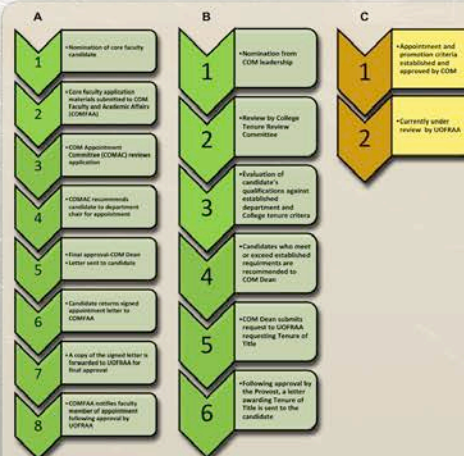 A
1
•Nomination of core faculty
candidate
2
•Core faculty application
materials submitted to COM
Faculty and Academic Affairs
(COMFAA)
3
•COM Appointment
Committee (COMAC) reviews
application
4
•COMAC recommends
candidate to department
chair for appointment
5
•Final approval-COM Dean
•Letter sent to candidate
6
•Candidate returns signed
appointment letter to
COMFAA
7
•A copy of the signed letter is
forwarded to UOFRAA for
final approval
8
•COMFAA notifies faculty
member of appointment
following approval by
UOFRAA
B
1
•Nomination from
COM leadership
2
•Review by College
Tenure Review
Committee
3
•Evaluation of
candidate's
qualifications against
established
department and
College tenure critera
4
•Candidates who meet
or exceed established
requirments are
recommended to
COM Dean
5
•COM Dean submits
request to UOFRAA
requesting Tenure of
Title
6
•Following approval by
the Provost, a letter
awarding Tenure of
Title is sent to the
candidate
C
1
•Appointment and
promotion criteria
established and
approved by COM
2
•Currently under
review by UOFRAA